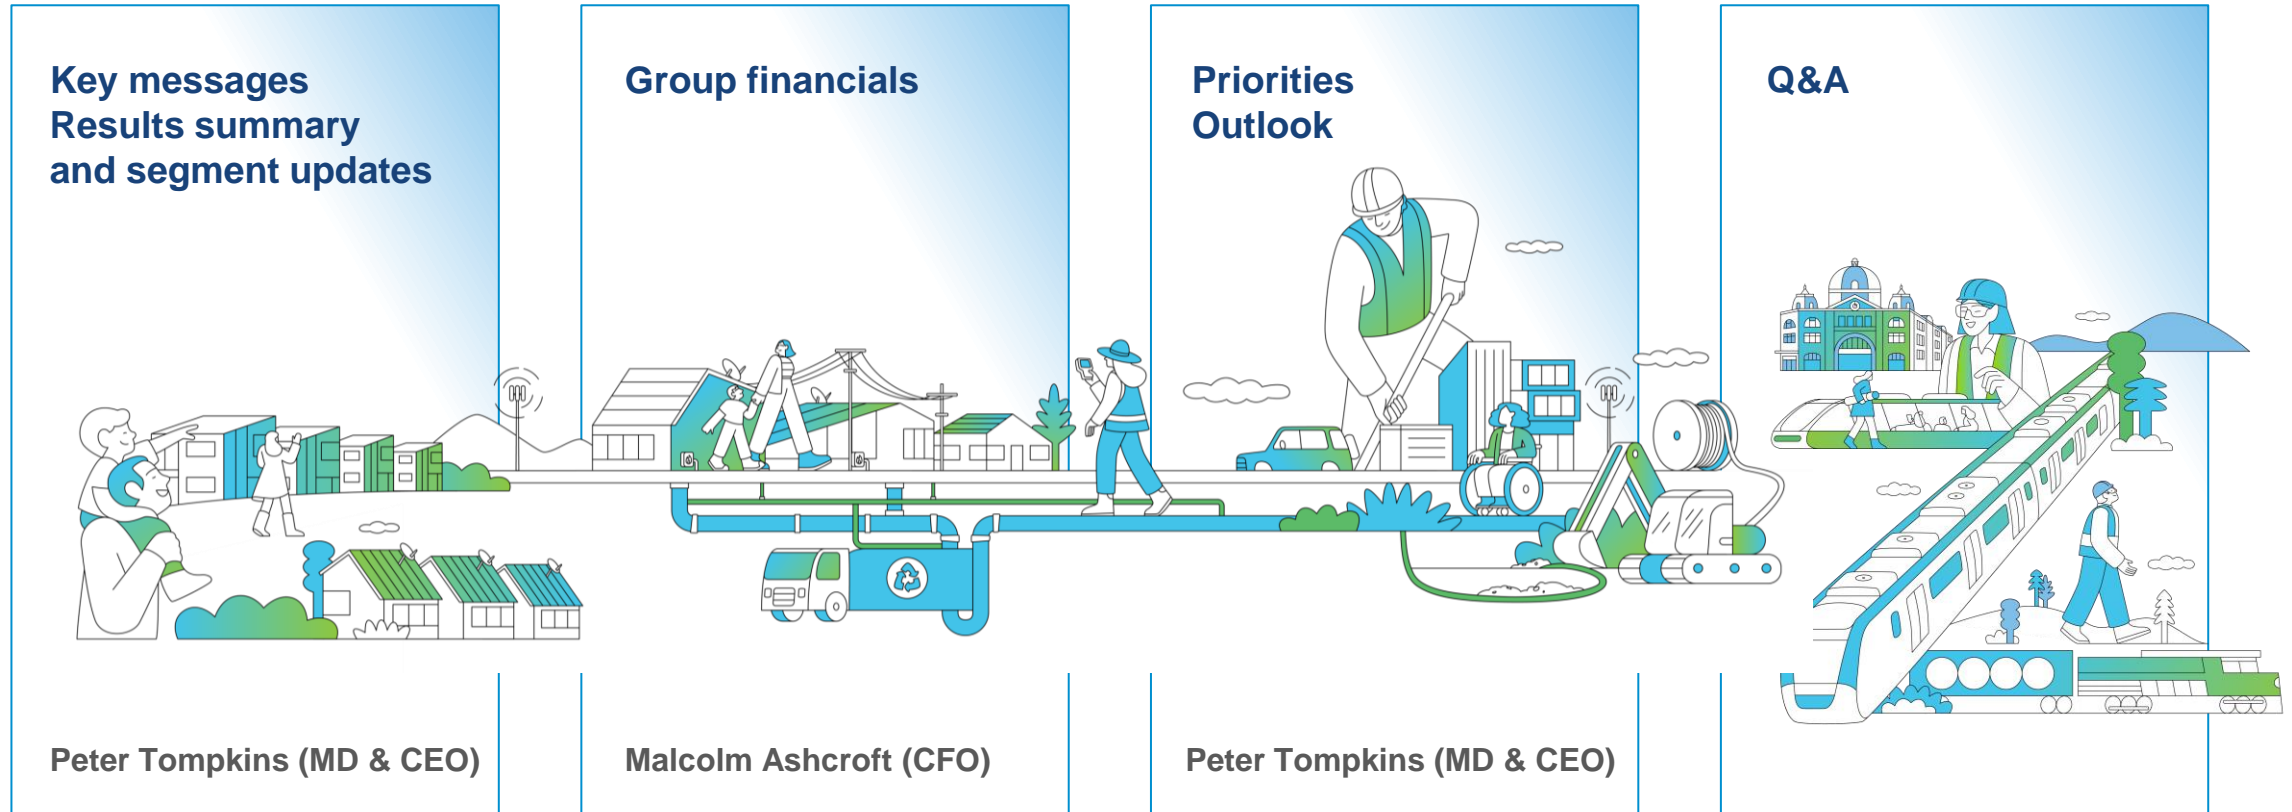 Key messages
Results summary
and segment updates
Peter Tompkins (MD & CEO)
Group financials
Malcolm Ashcroft (CFO)
Priorities
Outlook
Peter Tompkins (MD & CEO)
Q&A